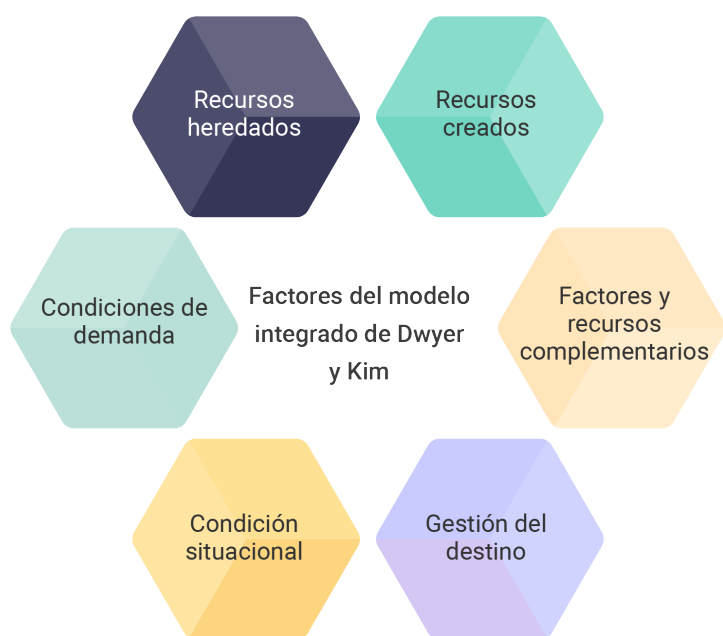 Recursos
heredados
Recursos
creados
Condiciones de
demanda
Factores del modelo
integrado de Dwyer
y Kim
Factores y
recursos
complementarios
Condición
situacional
Gestión del
destino